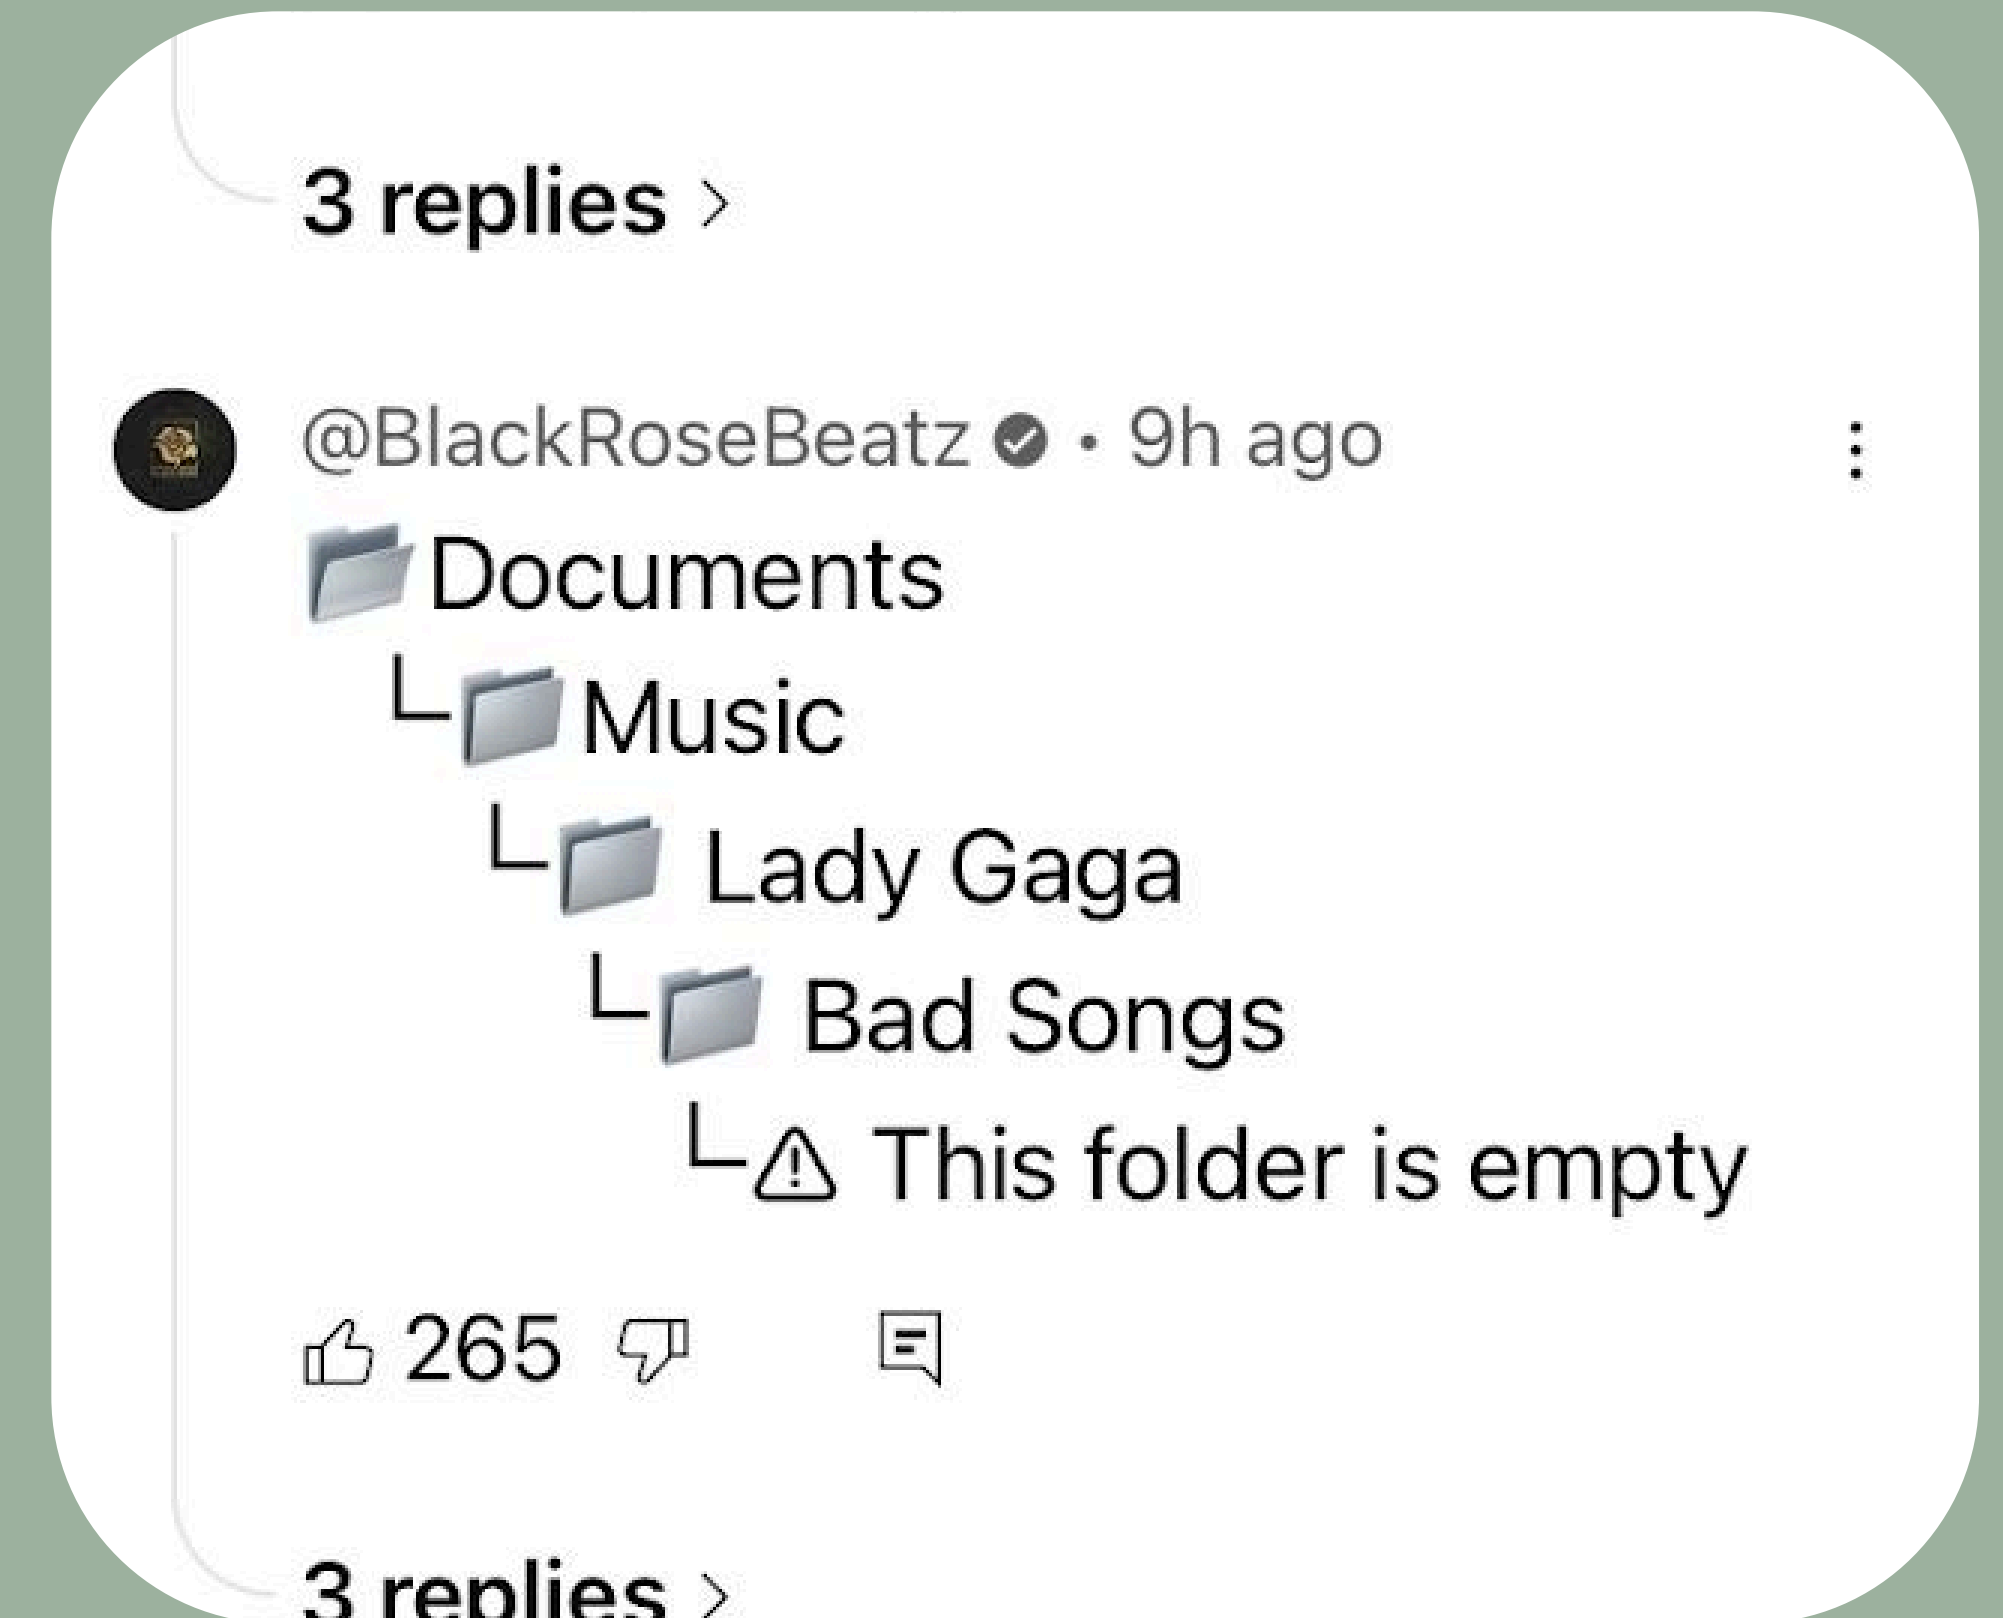 3 replies >
@BlackRoseBeatz • 9h ago
Documents
Music
Lady Gaga
Bad Songs
This folder is empty
265
3 replies >